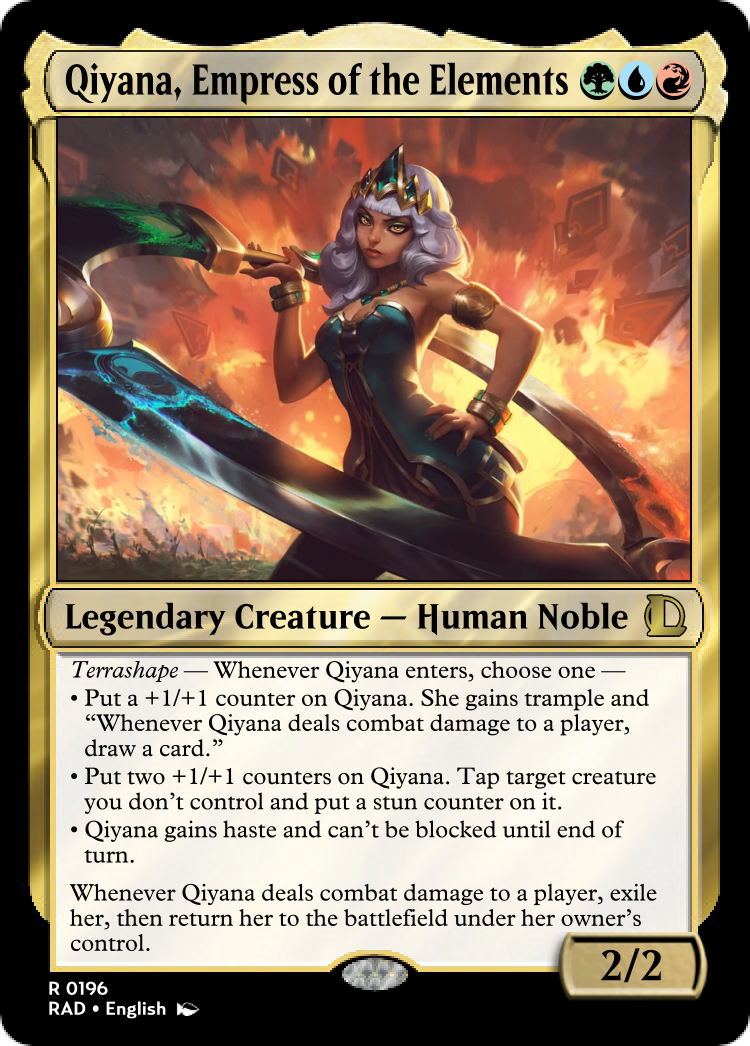 Qiyana, Empress of the Elements
Legendary Creature — Human Noble
Terrashape — Whenever Qiyana enters, choose one —
• Put a +1/+1 counter on Qiyana. She gains trample and
“Whenever Qiyana deals combat damage to a player,
draw a card.”
• Put two +1/+1 counters on Qiyana. Tap target creature
you don’t control and put a stun counter on it.
• Qiyana gains haste and can’t be blocked until end of
turn.
Whenever Qiyana deals combat damage to a player, exile
her, then return her to the battlefield under her owner’s
control.
2/2
R 0196
RAD • English